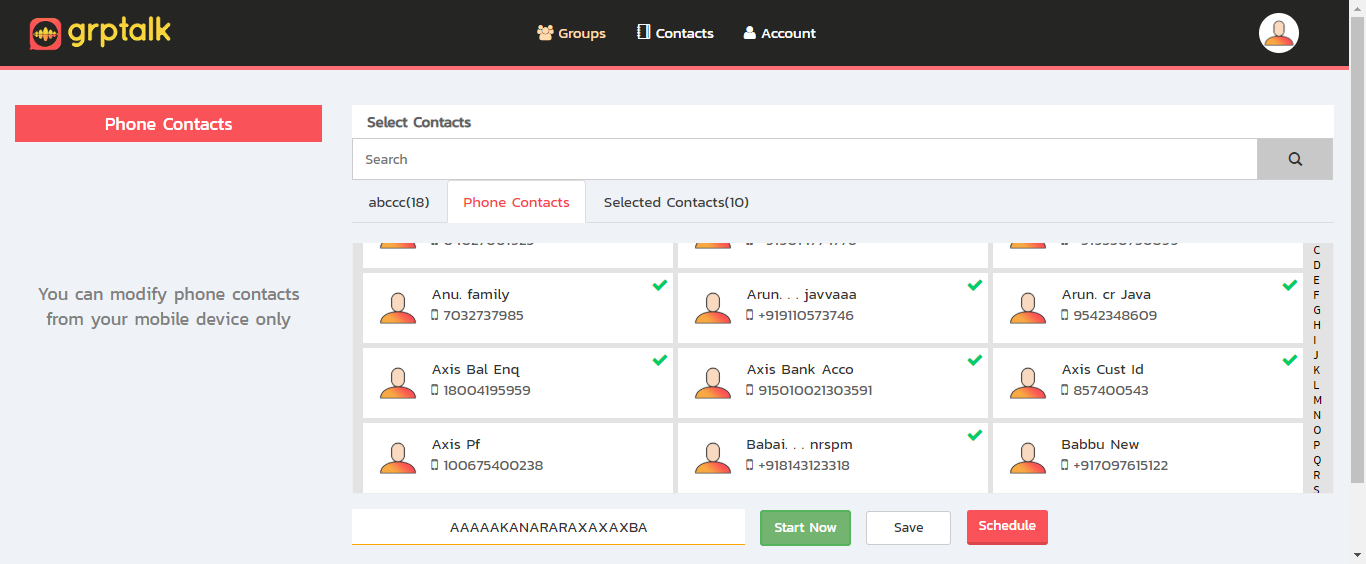 grptalk
Groups
Contacts
Account
Phone Contacts
You can modify phone contacts
from your mobile device only
Select Contacts
Search
abccc(18)
Phone Contacts
Selected Contacts(10)
Anu. family
7032737985
Arun. . . javvaaa
+919110573746
Arun. cr Java
9542348609
Axis Bal Enq
18004195959
Axis Bank Acco
915010021303591
Axis Cust Id
857400543
Axis Pf
100675400238
Babai. . . nrspm
+918143123318
Babbu New
+917097615122
C
D
E
F
G
H
I
J
K
L
M
N
O
P
Q
R
S
AAAAAKANARARAXAXAXBA
Start Now
Save
Schedule